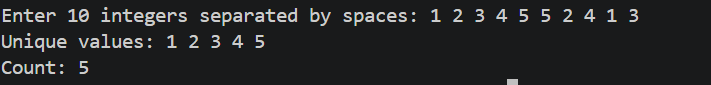 Enter 10 integers separated by spaces: 1 2 3 4 5 5 2 4 1 3
Unique values: 1 2 3 4 5
Count: 5